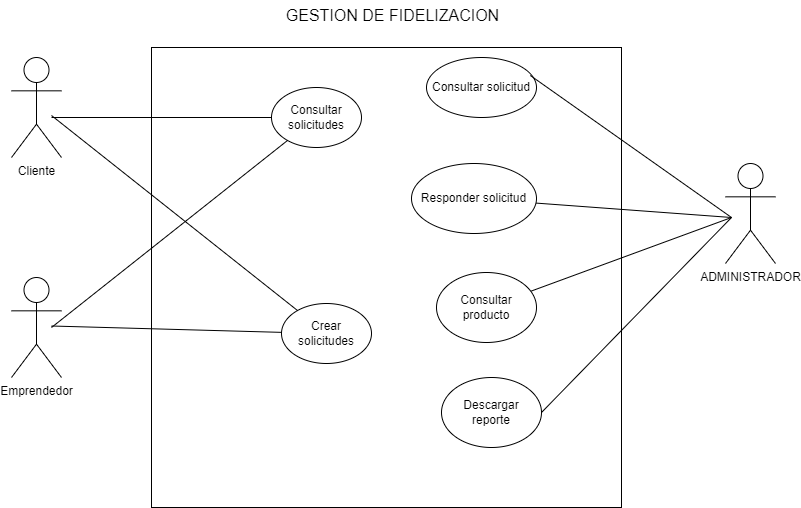 GESTION DE FIDELIZACION
Cliente
Emprendedor
Consultar
solicitudes
Crear
solicitudes
Consultar solicitud
Responder solicitud
Consultar
producto
Descargar
reporte
ADMINISTRADOR